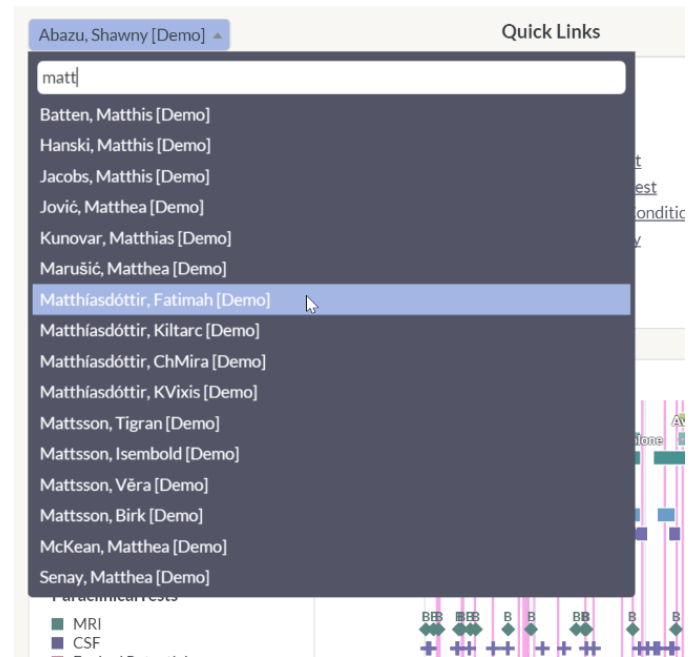 Abazu, Shawny [Demo]
Quick Links
matt
Batten, Matthis [Demo]
Hanski, Matthis [Demo]
Jacobs, Matthis [Demo]
Jović, Matthea [Demo]
Kunovar, Matthias [Demo]
Marušić, Matthea [Demo]
Matthíasdóttir, Fatimah [Demo]
Matthíasdóttir, Kiltarc [Demo]
Matthíasdóttir, ChMira [Demo]
Matthíasdóttir, KVixis [Demo]
Mattsson, Tigran [Demo]
Mattsson, Isembold [Demo]
Mattsson, Věra [Demo]
Mattsson, Birk [Demo]
McKean, Matthea [Demo]
Senay, Matthea [Demo]
MRI
CSF